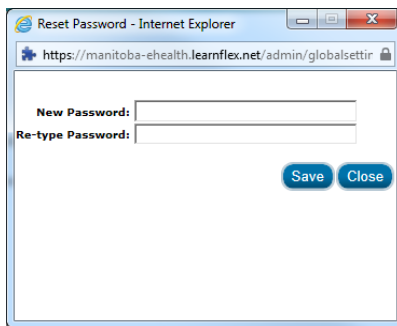 Reset Password - Internet Explorer
https://manitoba-ehealth.learnflex.net/admin/globalsettir
New Password:
Re-type Password:
Save Close